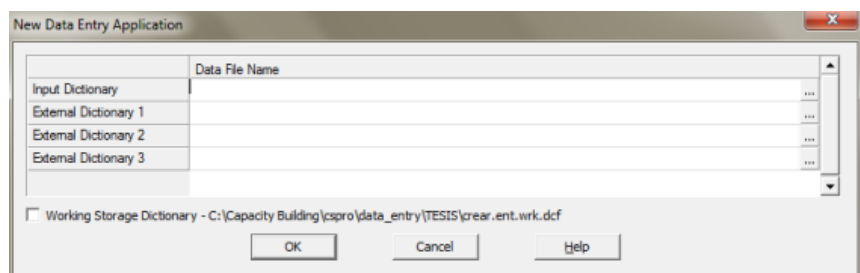 New Data Entry Application
Data File Name
Input Dictionary
...
External Dictionary 1
...
External Dictionary 2
...
External Dictionary 3
...
Working Storage Dictionary - C:\Capacity Building\cspro\data_entry\TESIS\crear.ent.wrk.dcf
OK Cancel Help